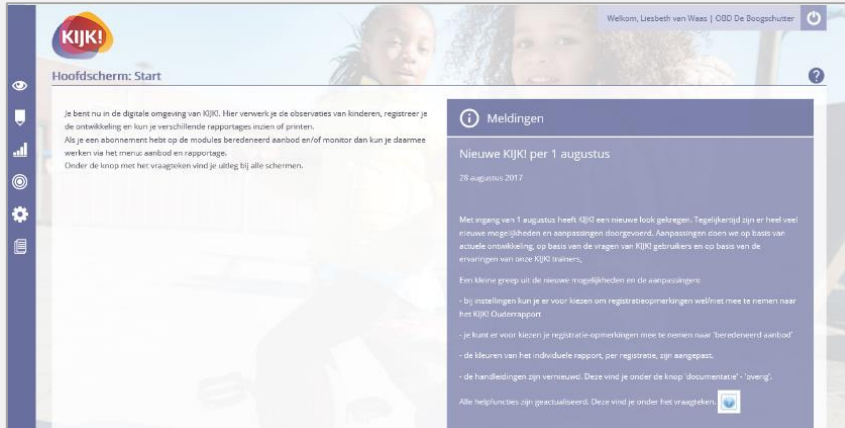 KIJK!
Welkom, Liesbeth van Waas | OBD De Boogschutter
Hoofdscherm: Start
?
Je bent nu in de digitale omgeving van KIJK!. Hier verwerk je de observaties van kinderen, registreer je
de ontwikkeling en kun je verschillende rapportages inzien of printen.
Als je een abonnement hebt op de modules beredeneerd aanbod en/of monitor dan kun je daarmee
werken via het menu: aanbod en rapportage.
Onder de knop met het vraagteken vind je uitleg bij alle schermen.
i Meldingen
Nieuwe KIJK! per 1 augustus
28 augustus 2017
Met ingang van 1 augustus heeft KIJK! een nieuwe look gekregen. Tegelijkertijd zijn er heel veel
nieuwe mogelijkheden en aanpassingen doorgevoerd. Aanpassingen doen we op basis van
actuele ontwikkeling, op basis van de vragen van KIJK! gebruikers en op basis van de
ervaringen van onze KIJK! trainers,
Een kleine greep uit de nieuwe mogelijkheden en de aanpassingen:
- bij instellingen kun je er voor kiezen om registratieopmerkingen wel/niet mee te nemen naar
het KIJK! Ouderrapport
- je kunt er voor kiezen je registratie-opmerkingen mee te nemen naar 'beredeneerd aanbod'
- de kleuren van het individuele rapport, per registratie, zijn aangepast.
- de handleidingen zijn vernieuwd. Deze vind je onder de knop 'documentatie' - 'overig'.
Alle helpfuncties zijn geactualiseerd. Deze vind je onder het vraagteken.